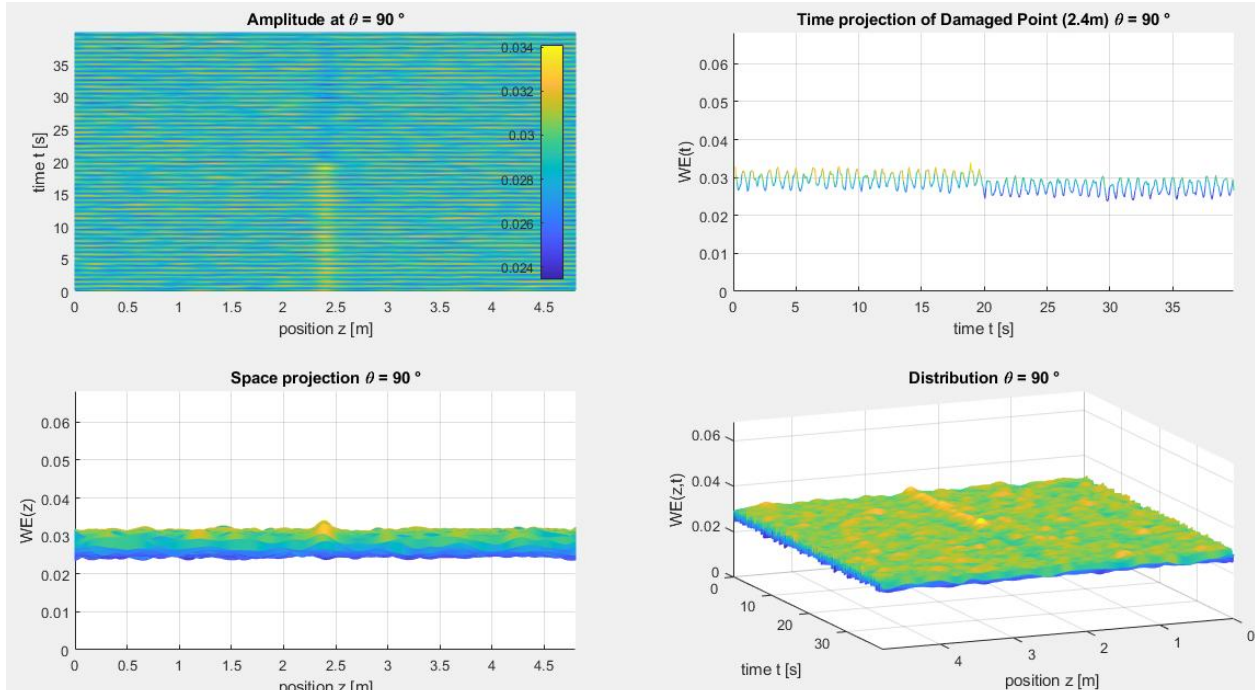 Amplitude at θ = 90 °
0.034
0.03
0.028
0.026
0.024
35
30
25
20
15
10
5
0
time t [s]
0 0.5 1 1.5 2 2.5 3 3.5 4 4.5
position z [m]
Time projection of Damaged Point (2.4m) θ = 90 °
0.06
0.05
0.04
0.03
0.02
0.01
0
WE(t)
0 5 10 15 20 25 30 35
time t [s]
Space projection θ = 90 °
0.06
0.05
0.04
0.03
0.02
0.01
0
WE(z)
0 0.5 1 1.5 2 2.5 3 3.5 4 4.5
position z [m]
Distribution θ = 90 °
0.06
0.04
0.02
0
WE(z,t)
0
10
20
30
time t [s]
4 3 2 1 0
position z [m]